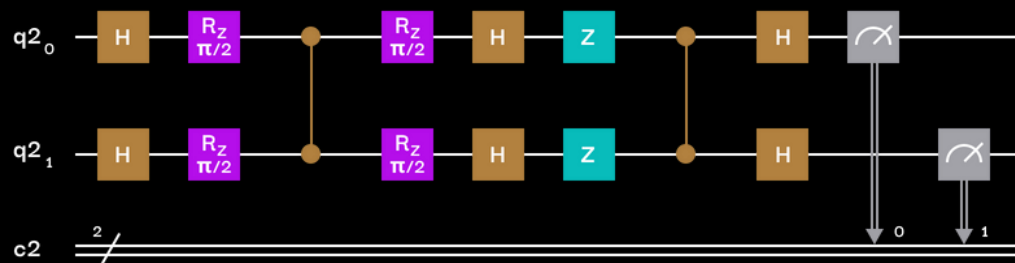 q2₀ H R_Z π/2 R_Z π/2 H Z H
q2₁ H R_Z π/2 R_Z π/2 H Z H
c2 2 0 1